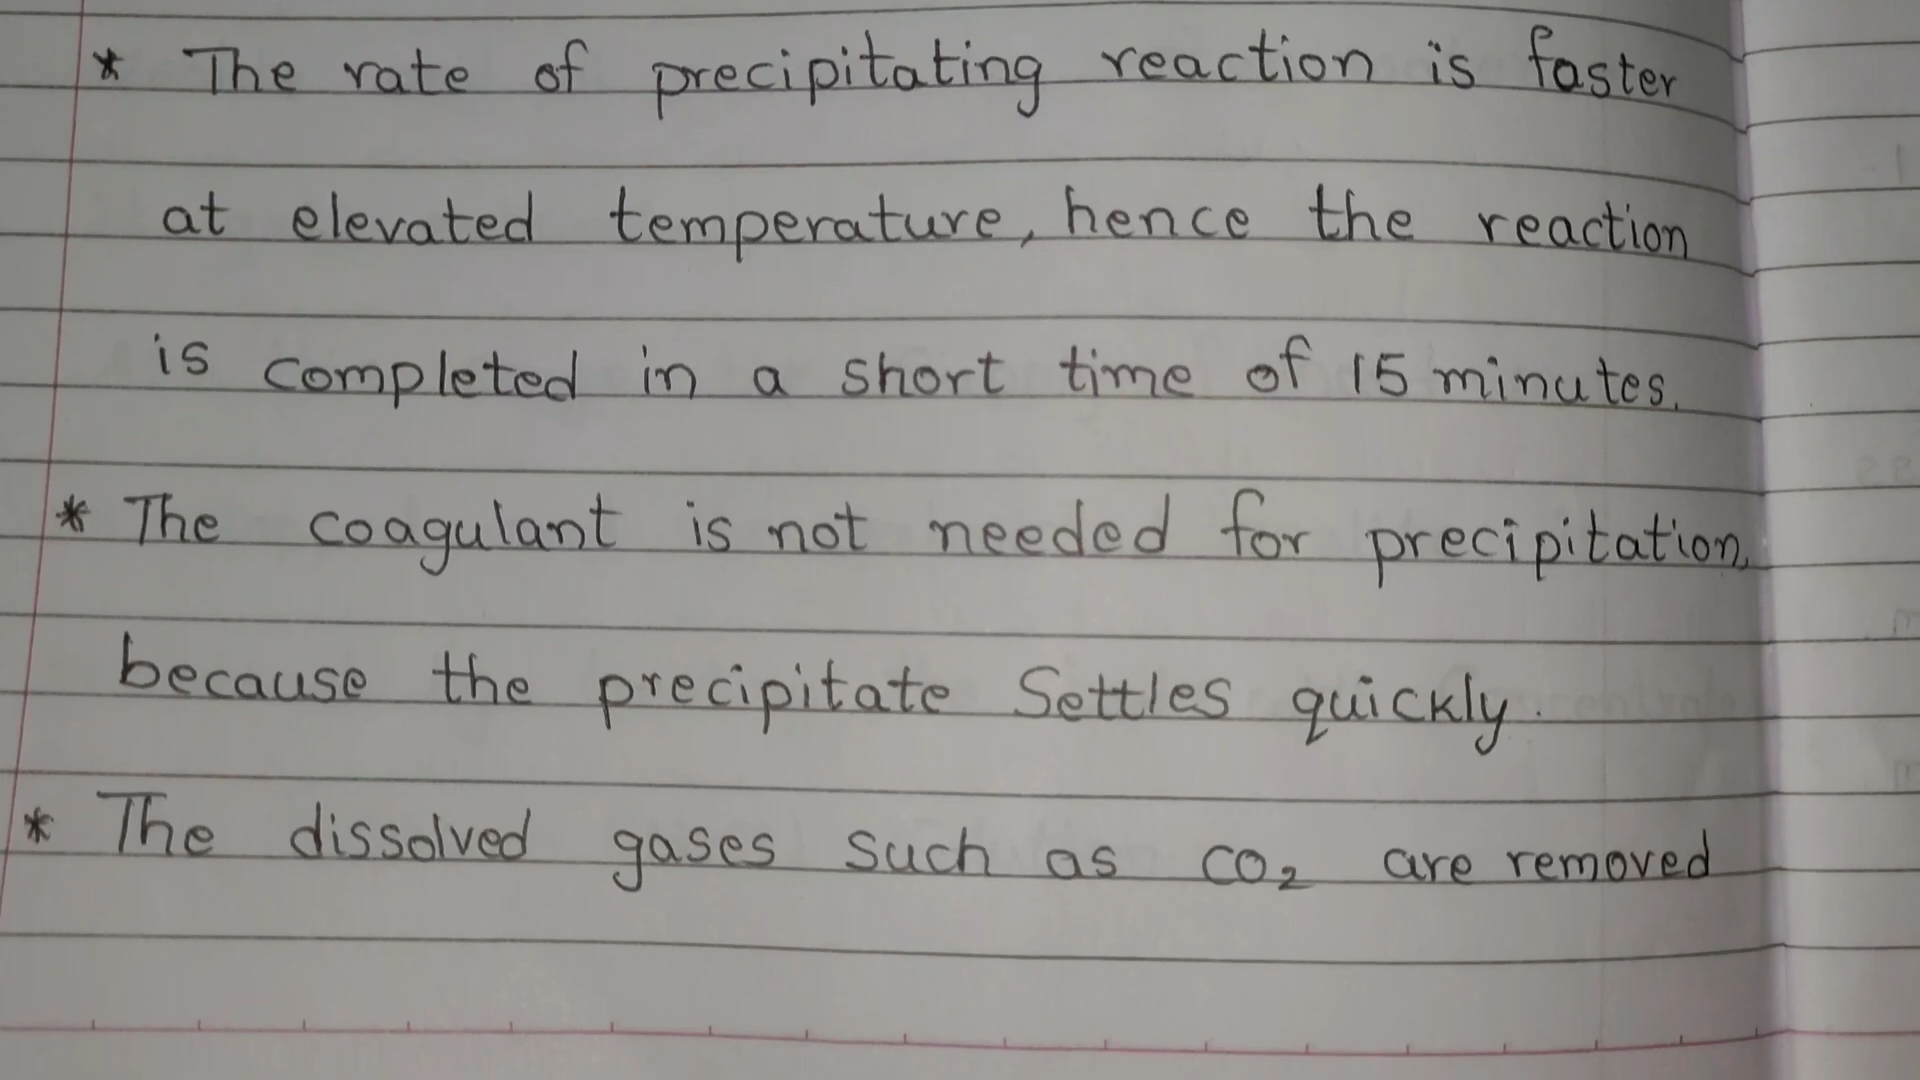 * The rate of precipitating reaction is faster
at elevated temperature, hence the reaction
is completed in a short time of 15 minutes.
* The coagulant is not needed for precipitation,
because the precipitate Settles quickly.
* The dissolved gases such as CO₂ are removed